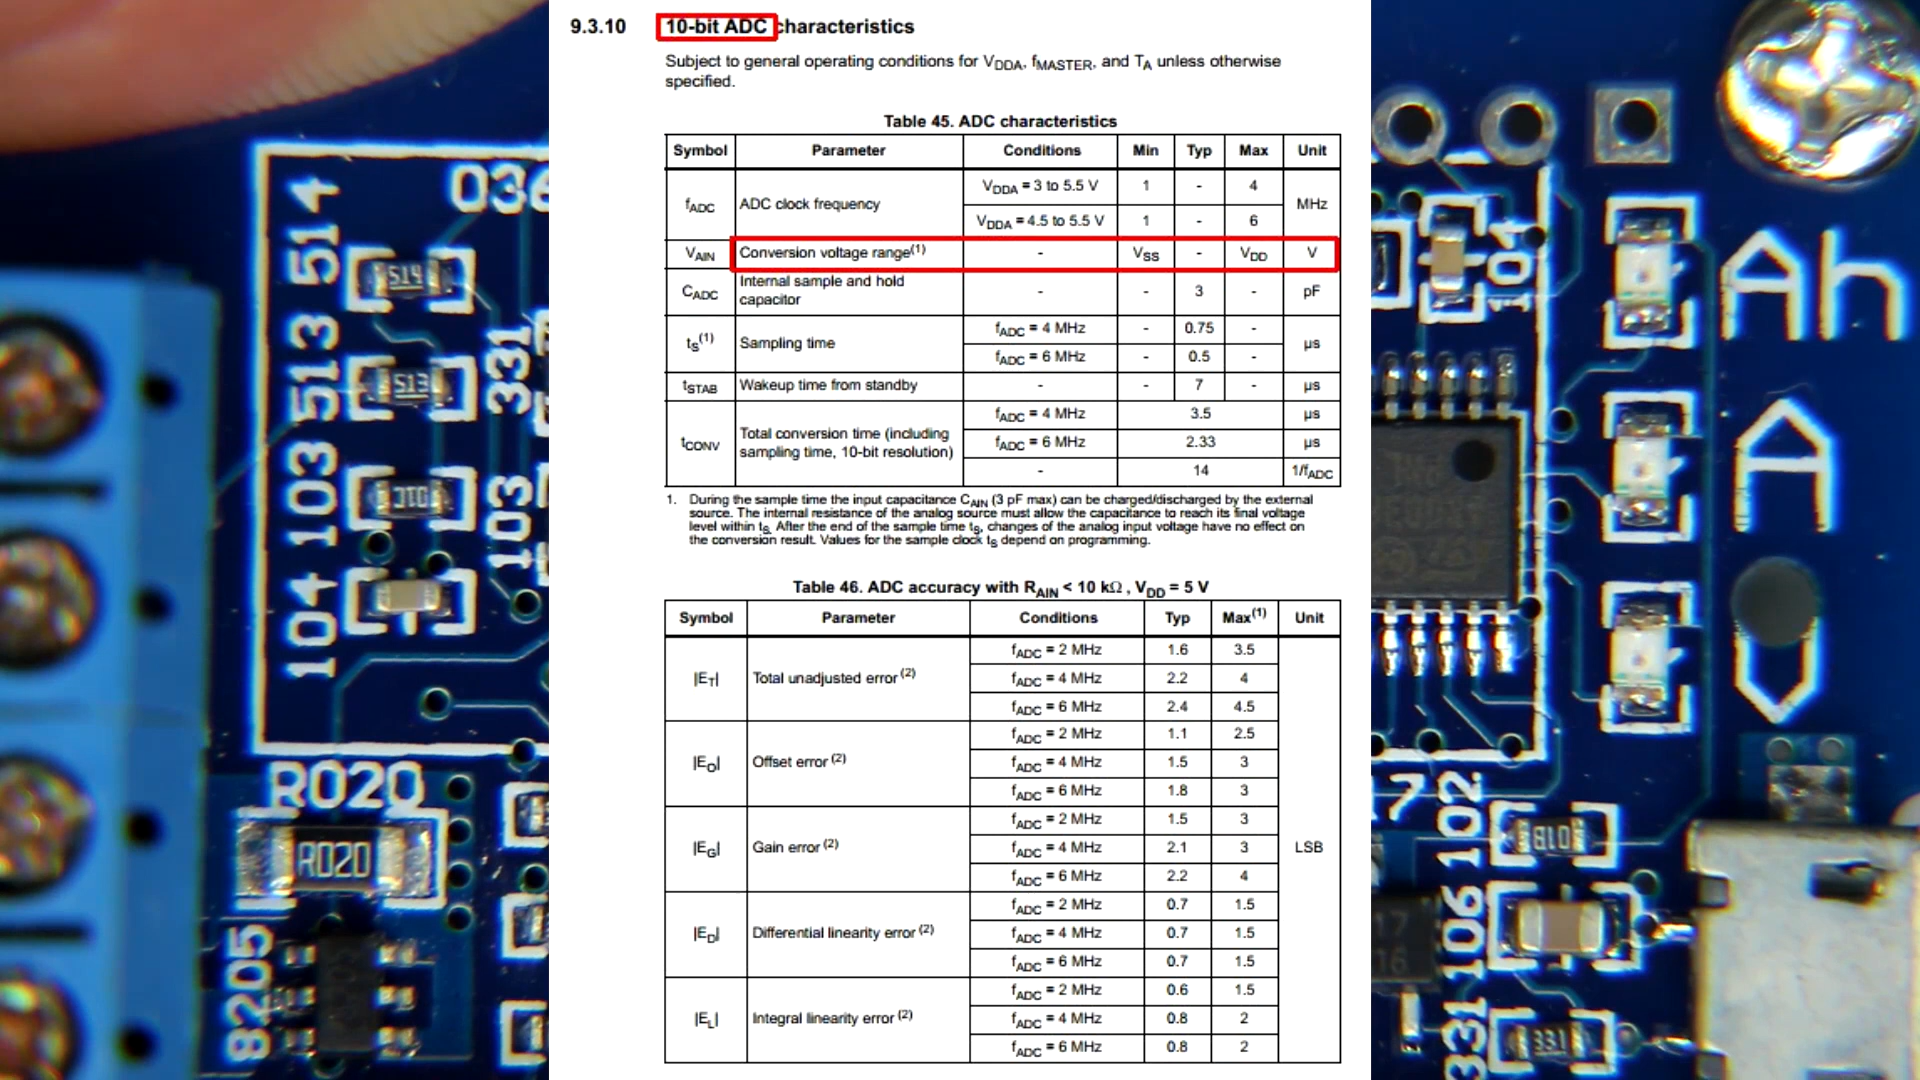 9.3.10 10-bit ADC characteristics
Subject to general operating conditions for VDDA, fMASTER, and TA unless otherwise
specified.
Table 45. ADC characteristics
Symbol Parameter Conditions Min Typ Max Unit
fADC ADC clock frequency VDDA = 3 to 5.5 V 1 - 4 MHz
VDDA = 4.5 to 5.5 V 1 - 6
VAIN Conversion voltage range(1) - VSS - VDD V
CADC Internal sample and hold
capacitor - - 3 - pF
tS(1) Sampling time fADC = 4 MHz - 0.75 - µs
fADC = 6 MHz - 0.5 -
tSTAB Wakeup time from standby - - 7 - µs
tCONV Total conversion time (including
sampling time, 10-bit resolution) fADC = 4 MHz 3.5 µs
fADC = 6 MHz 2.33 µs
- 14 1/fADC
1. During the sample time the input capacitance CAIN (3 pF max) can be charged/discharged by the external
source. The internal resistance of the analog source must allow the capacitance to reach its final voltage
level within tS. After the end of the sample time tS, changes of the analog input voltage have no effect on
the conversion result. Values for the sample clock tS depend on programming.
Table 46. ADC accuracy with RAIN < 10 kΩ , VDD = 5 V
Symbol Parameter Conditions Typ Max(1) Unit
|ET| Total unadjusted error (2) fADC = 2 MHz 1.6 3.5 LSB
fADC = 4 MHz 2.2 4
fADC = 6 MHz 2.4 4.5
|EO| Offset error (2) fADC = 2 MHz 1.1 2.5
fADC = 4 MHz 1.5 3
fADC = 6 MHz 1.8 3
|EG| Gain error (2) fADC = 2 MHz 1.5 3
fADC = 4 MHz 2.1 3
fADC = 6 MHz 2.2 4
|ED| Differential linearity error (2) fADC = 2 MHz 0.7 1.5
fADC = 4 MHz 0.7 1.5
fADC = 6 MHz 0.7 1.5
|EL| Integral linearity error (2) fADC = 2 MHz 0.6 1.5
fADC = 4 MHz 0.8 2
fADC = 6 MHz 0.8 2
036
514
514
513
513
331
103
103
104
R020
R020
8205
104
Ah
A
V
17
102
106
331
331
17
16